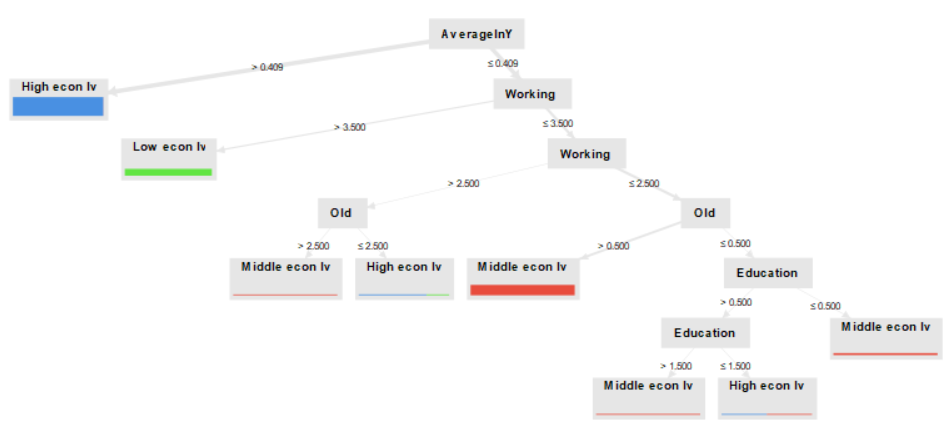 AverageInY
> 0.409
≤ 0.409
High econ lv
Working
> 3.500
≤ 3.500
Low econ lv
Working
> 2.500
≤ 2.500
Old
Old
> 2.500
≤ 2.500
> 0.500
≤ 0.500
Middle econ lv
High econ lv
Middle econ lv
Education
> 0.500
≤ 0.500
Education
Middle econ lv
> 1.500
≤ 1.500
Middle econ lv
High econ lv